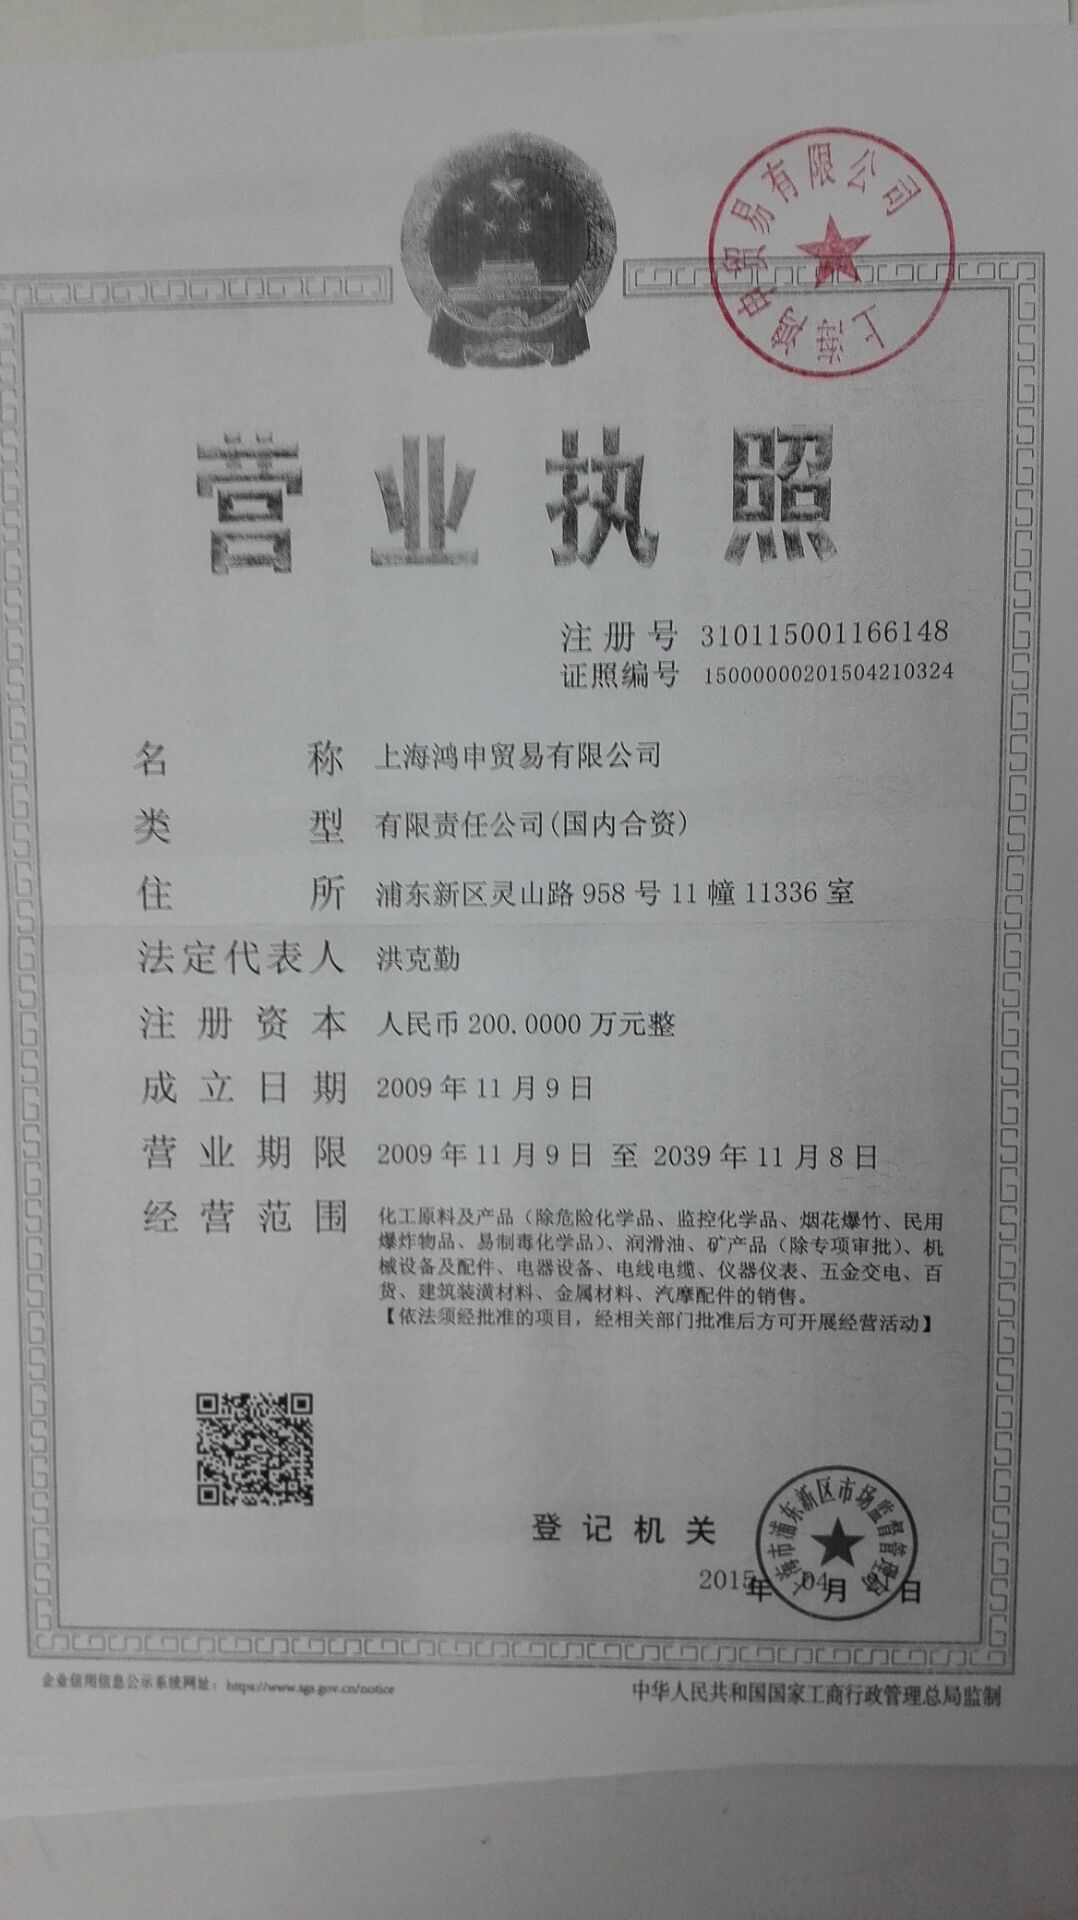 上海鸿申贸易有限公司
营业执照
注册号 310115001166148
证照编号 15000000201504210324
名称 上海鸿申贸易有限公司
类型 有限责任公司(国内合资)
住所 浦东新区灵山路958号11幢11336室
法定代表人 洪克勤
注册资本 人民币200.0000万元整
成立日期 2009年11月9日
营业期限 2009年11月9日 至 2039年11月8日
经营范围 化工原料及产品（除危险化学品、监控化学品、烟花爆竹、民用
爆炸物品、易制毒化学品）、润滑油、矿产品（除专项审批）、机
械设备及配件、电器设备、电线电缆、仪器仪表、五金交电、百
货、建筑装潢材料、金属材料、汽摩配件的销售。
【依法须经批准的项目，经相关部门批准后方可开展经营活动】
登记机关
上海市浦东新区市场监督管理局
2015年04月 日
企业信用信息公示系统网址：https://www.sgs.gov.cn/notice
中华人民共和国国家工商行政管理总局监制